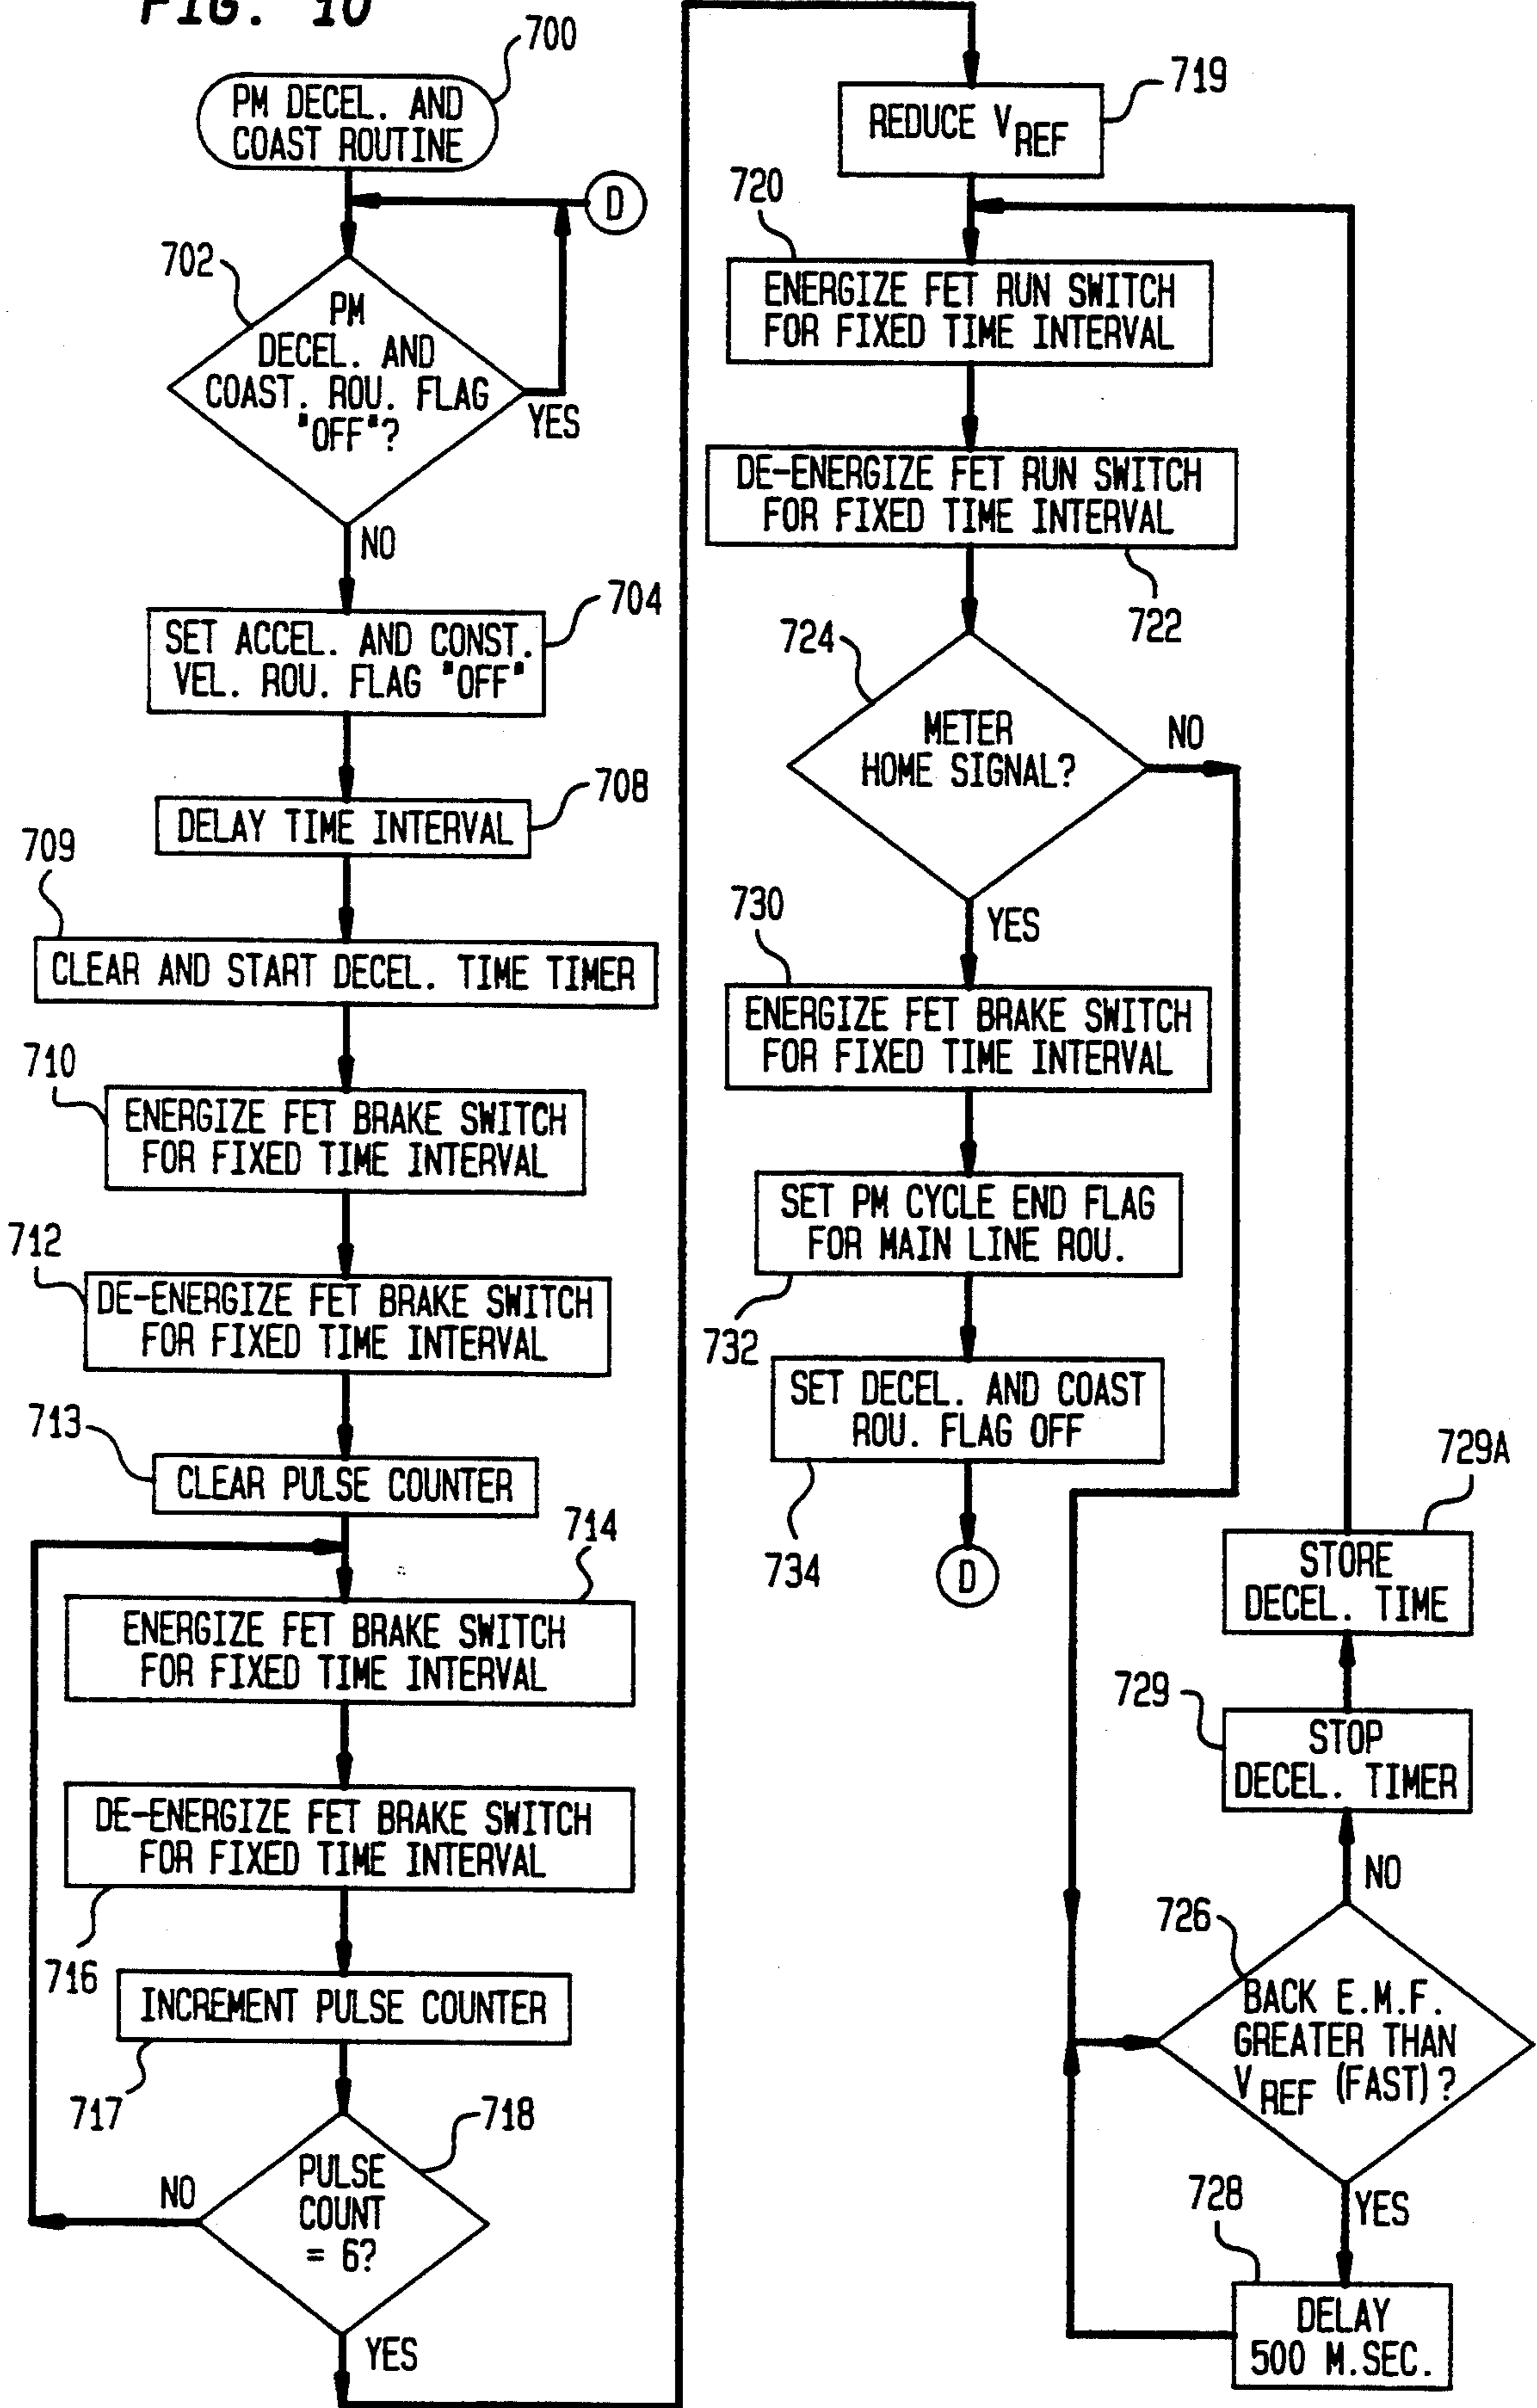 FIG. 10
700
PM DECEL. AND
COAST ROUTINE
D
702
PM
DECEL. AND
COAST. ROU. FLAG
"OFF"?
YES
NO
704
SET ACCEL. AND CONST.
VEL. ROU. FLAG "OFF"
708
DELAY TIME INTERVAL
709
CLEAR AND START DECEL. TIME TIMER
710
ENERGIZE FET BRAKE SWITCH
FOR FIXED TIME INTERVAL
712
DE-ENERGIZE FET BRAKE SWITCH
FOR FIXED TIME INTERVAL
713
CLEAR PULSE COUNTER
714
ENERGIZE FET BRAKE SWITCH
FOR FIXED TIME INTERVAL
DE-ENERGIZE FET BRAKE SWITCH
FOR FIXED TIME INTERVAL
716
INCREMENT PULSE COUNTER
717
718
PULSE
COUNT
= 6?
NO
YES
719
REDUCE V REF
720
ENERGIZE FET RUN SWITCH
FOR FIXED TIME INTERVAL
DE-ENERGIZE FET RUN SWITCH
FOR FIXED TIME INTERVAL
722
724
METER
HOME SIGNAL?
NO
YES
730
ENERGIZE FET BRAKE SWITCH
FOR FIXED TIME INTERVAL
SET PM CYCLE END FLAG
FOR MAIN LINE ROU.
732
SET DECEL. AND COAST
ROU. FLAG OFF
734
D
729A
STORE
DECEL. TIME
729
STOP
DECEL. TIMER
NO
726
BACK E.M.F.
GREATER THAN
V REF (FAST)?
YES
728
DELAY
500 M.SEC.